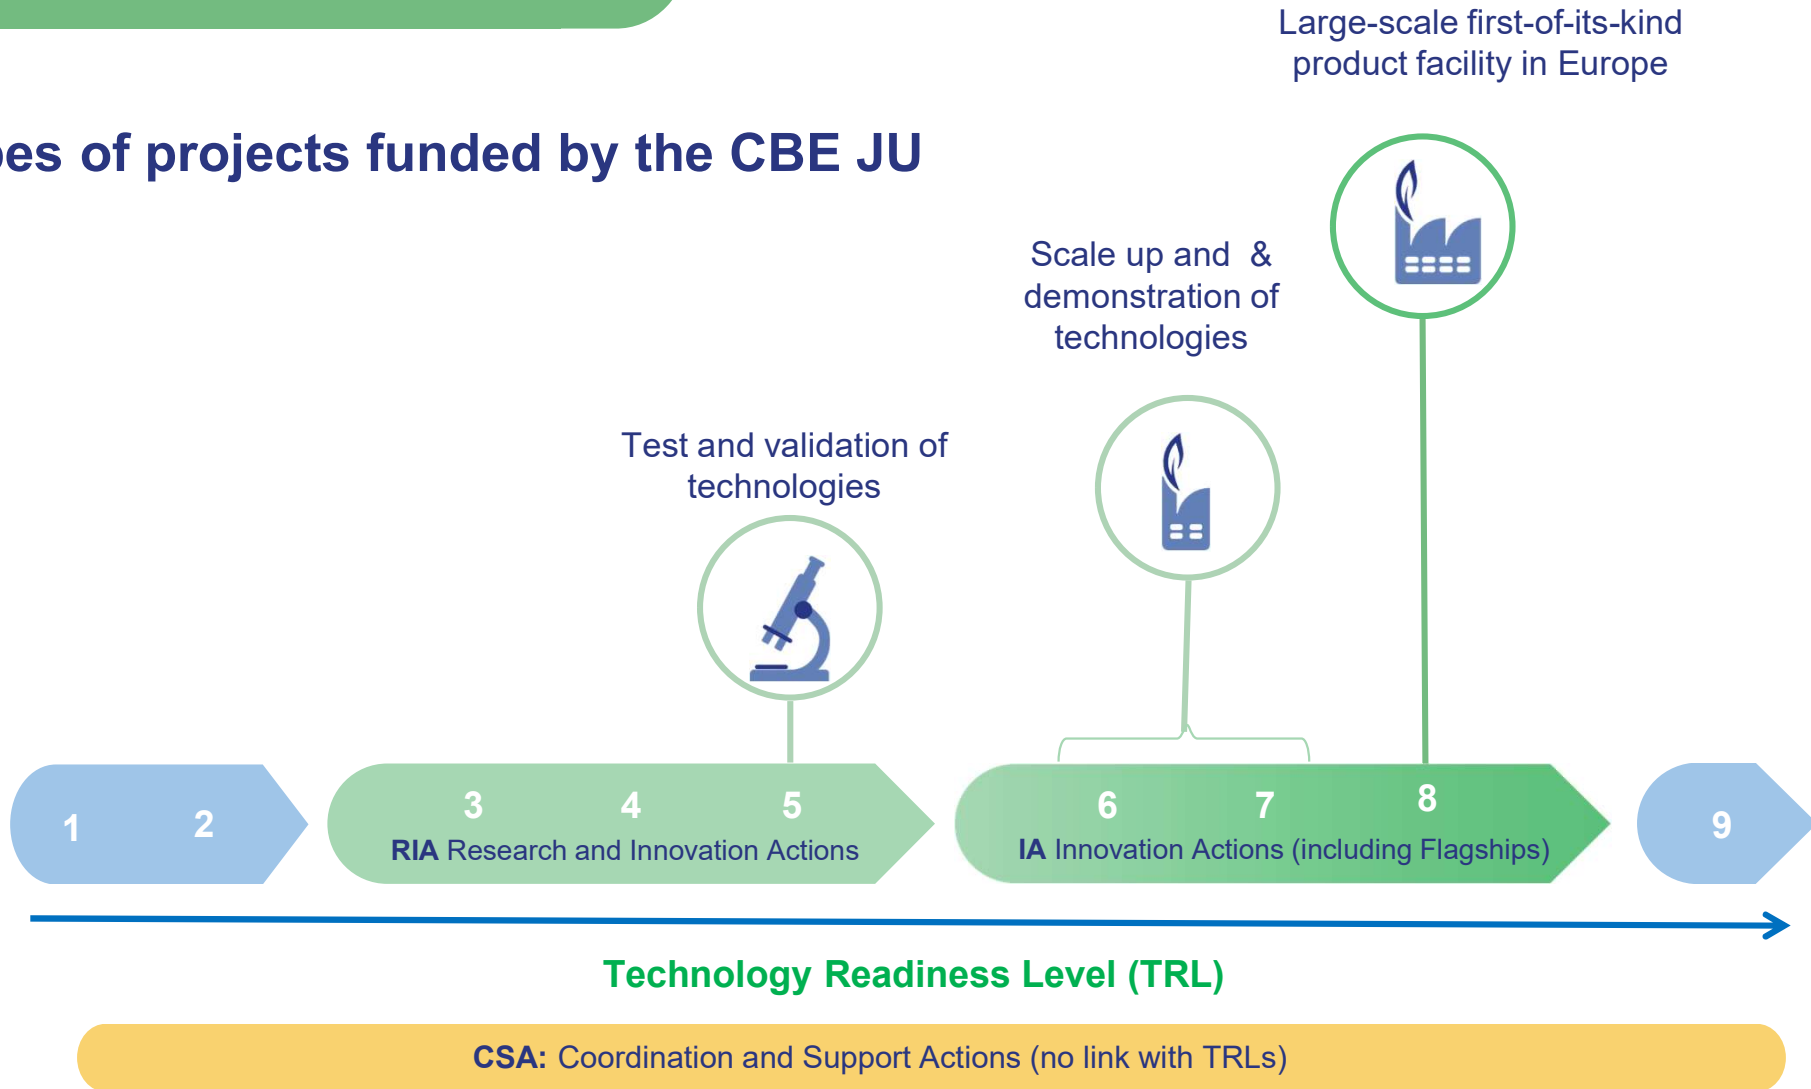 Large-scale first-of-its-kind
product facility in Europe
pes of projects funded by the CBE JU
Scale up and  &
demonstration of
technologies
Test and validation of
technologies
1
2
3
4
5
RIA Research and Innovation Actions
6
7
8
IA Innovation Actions (including Flagships)
9
Technology Readiness Level (TRL)
CSA: Coordination and Support Actions (no link with TRLs)